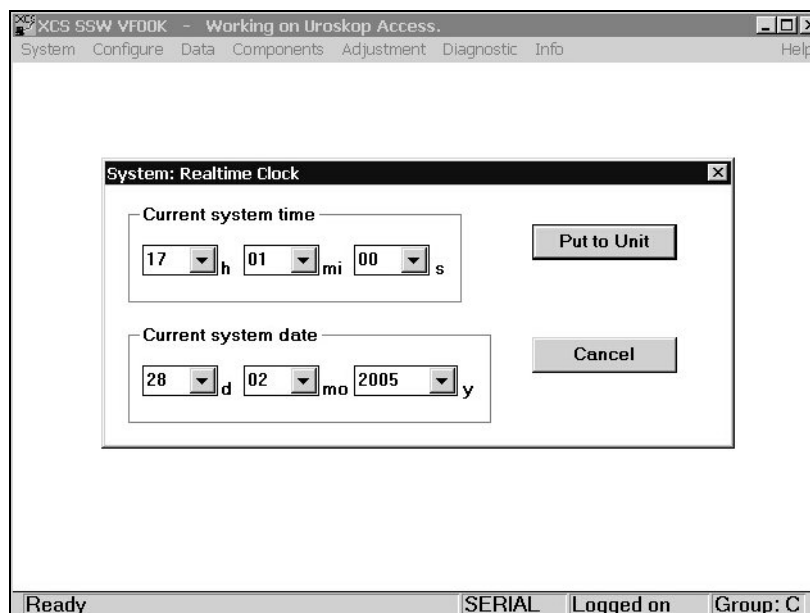 XCS SSW VF00K - Working on Uroskop Access.
System Configure Data Components Adjustment Diagnostic Info Help
System: Realtime Clock
Current system time
17 h 01 mi 00 s
Put to Unit
Current system date
28 d 02 mo 2005 y
Cancel
Ready SERIAL Logged on Group: C